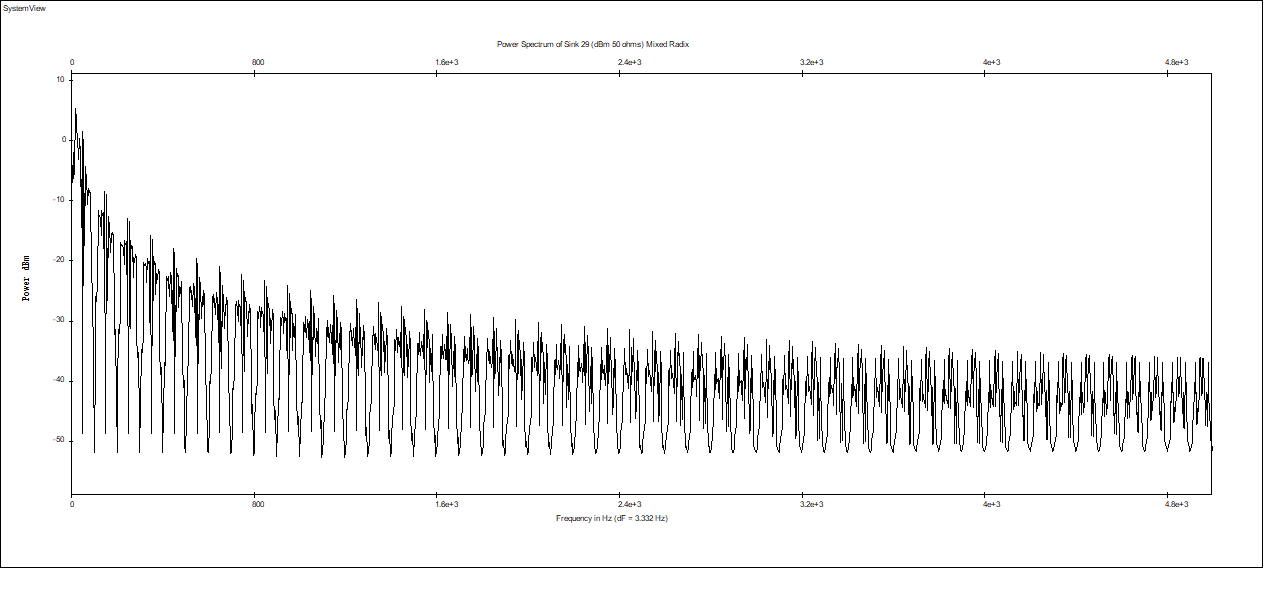 SystemView
Power Spectrum of Sink 29 (dBm 50 ohms) Mixed Radix
0 800 1.6e+3 2.4e+3 3.2e+3 4e+3 4.8e+3
10
0
-10
-20
Power dBm
-30
-40
-50
0 800 1.6e+3 2.4e+3 3.2e+3 4e+3 4.8e+3
Frequency in Hz (dF = 3.332 Hz)